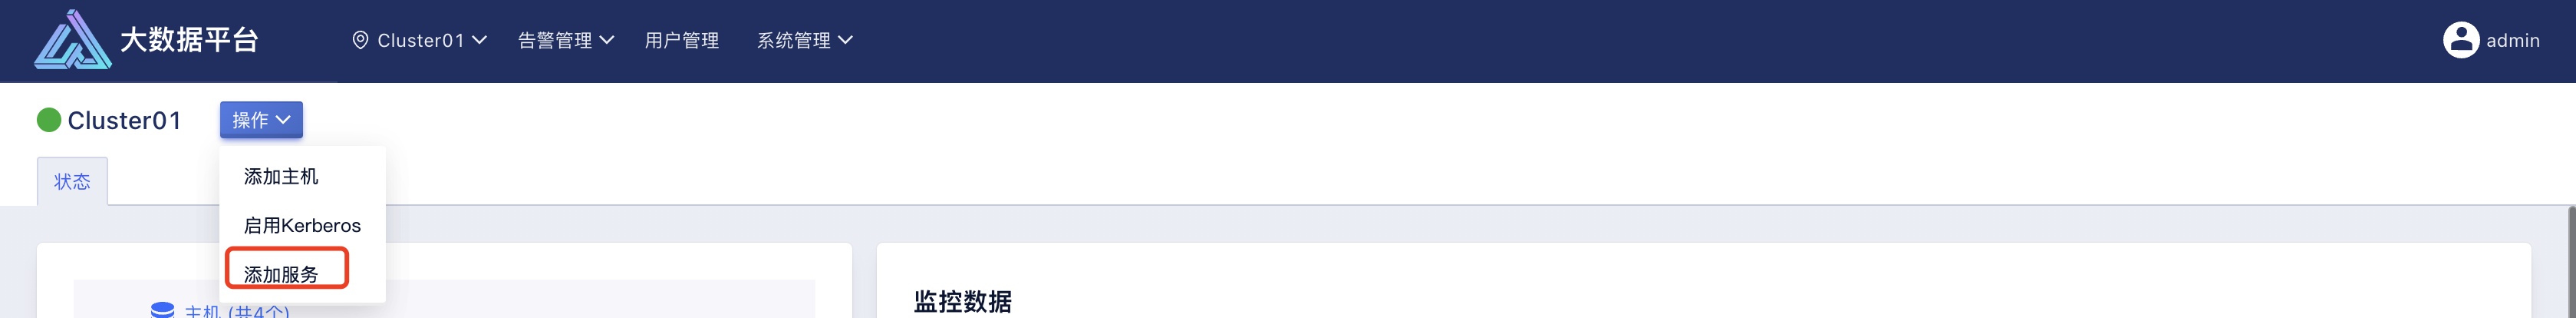 大数据平台 Cluster01 告警管理 用户管理 系统管理 admin
Cluster01 操作
添加主机
状态
启用Kerberos
添加服务
监控数据
主机 (共4个)